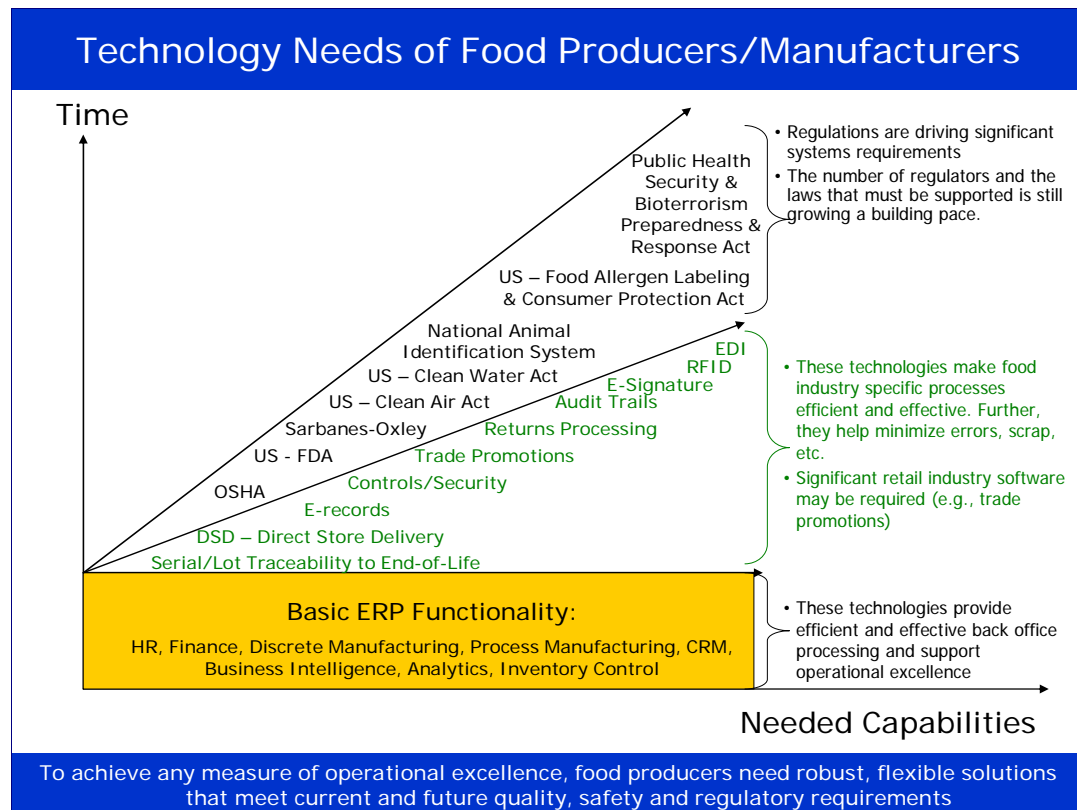 Technology Needs of Food Producers/Manufacturers
Time
Public Health
Security &
Bioterrorism
Preparedness &
Response Act
US – Food Allergen Labeling
& Consumer Protection Act
National Animal
Identification System
US – Clean Water Act
US – Clean Air Act
Sarbanes-Oxley
US - FDA
OSHA
• Regulations are driving significant
systems requirements
• The number of regulators and the
laws that must be supported is still
growing a building pace.
EDI
RFID
E-Signature
Audit Trails
Returns Processing
Trade Promotions
Controls/Security
E-records
DSD – Direct Store Delivery
Serial/Lot Traceability to End-of-Life
• These technologies make food
industry specific processes
efficient and effective. Further,
they help minimize errors, scrap,
etc.
• Significant retail industry software
may be required (e.g., trade
promotions)
Basic ERP Functionality:
HR, Finance, Discrete Manufacturing, Process Manufacturing, CRM,
Business Intelligence, Analytics, Inventory Control
• These technologies provide
efficient and effective back office
processing and support
operational excellence
Needed Capabilities
To achieve any measure of operational excellence, food producers need robust, flexible solutions
that meet current and future quality, safety and regulatory requirements